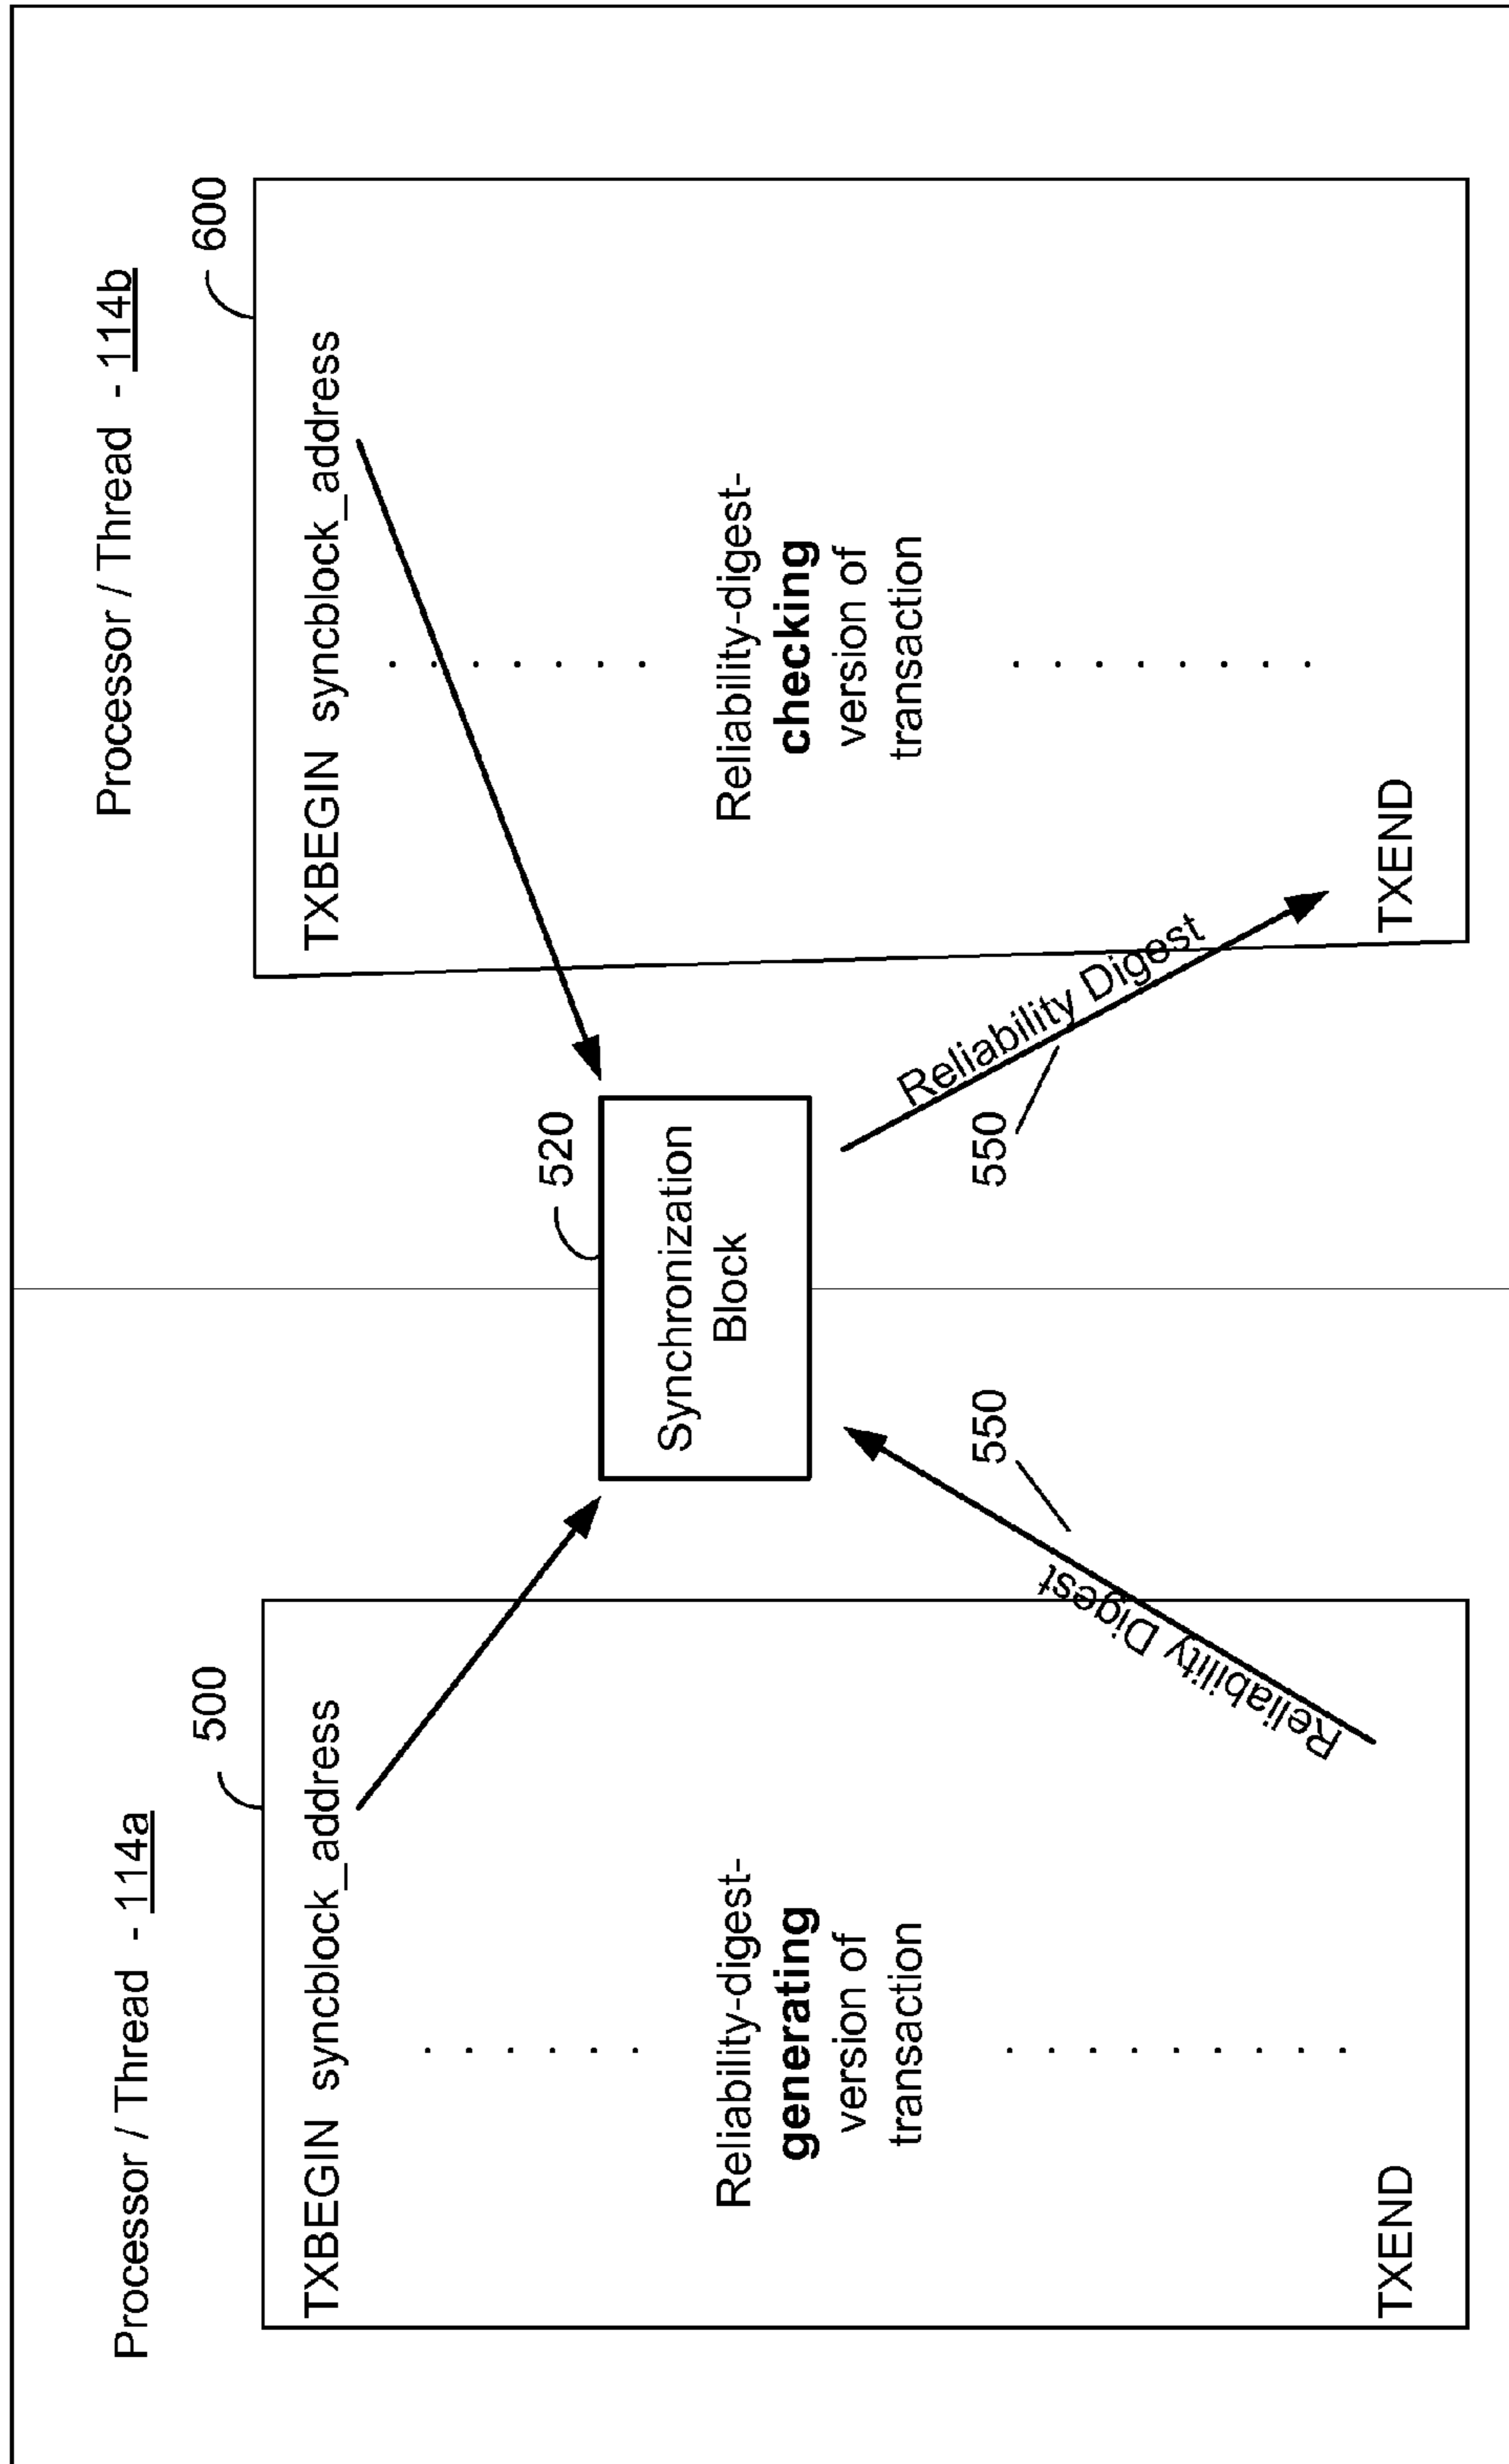 Processor / Thread - 114a
500
TXBEGIN syncblock_address
Reliability-digest-
generating
version of
transaction
TXEND
Reliability Digest
550
520
Synchronization
Block
Processor / Thread - 114b
600
TXBEGIN syncblock_address
Reliability-digest-
checking
version of
transaction
TXEND
Reliability Digest
550